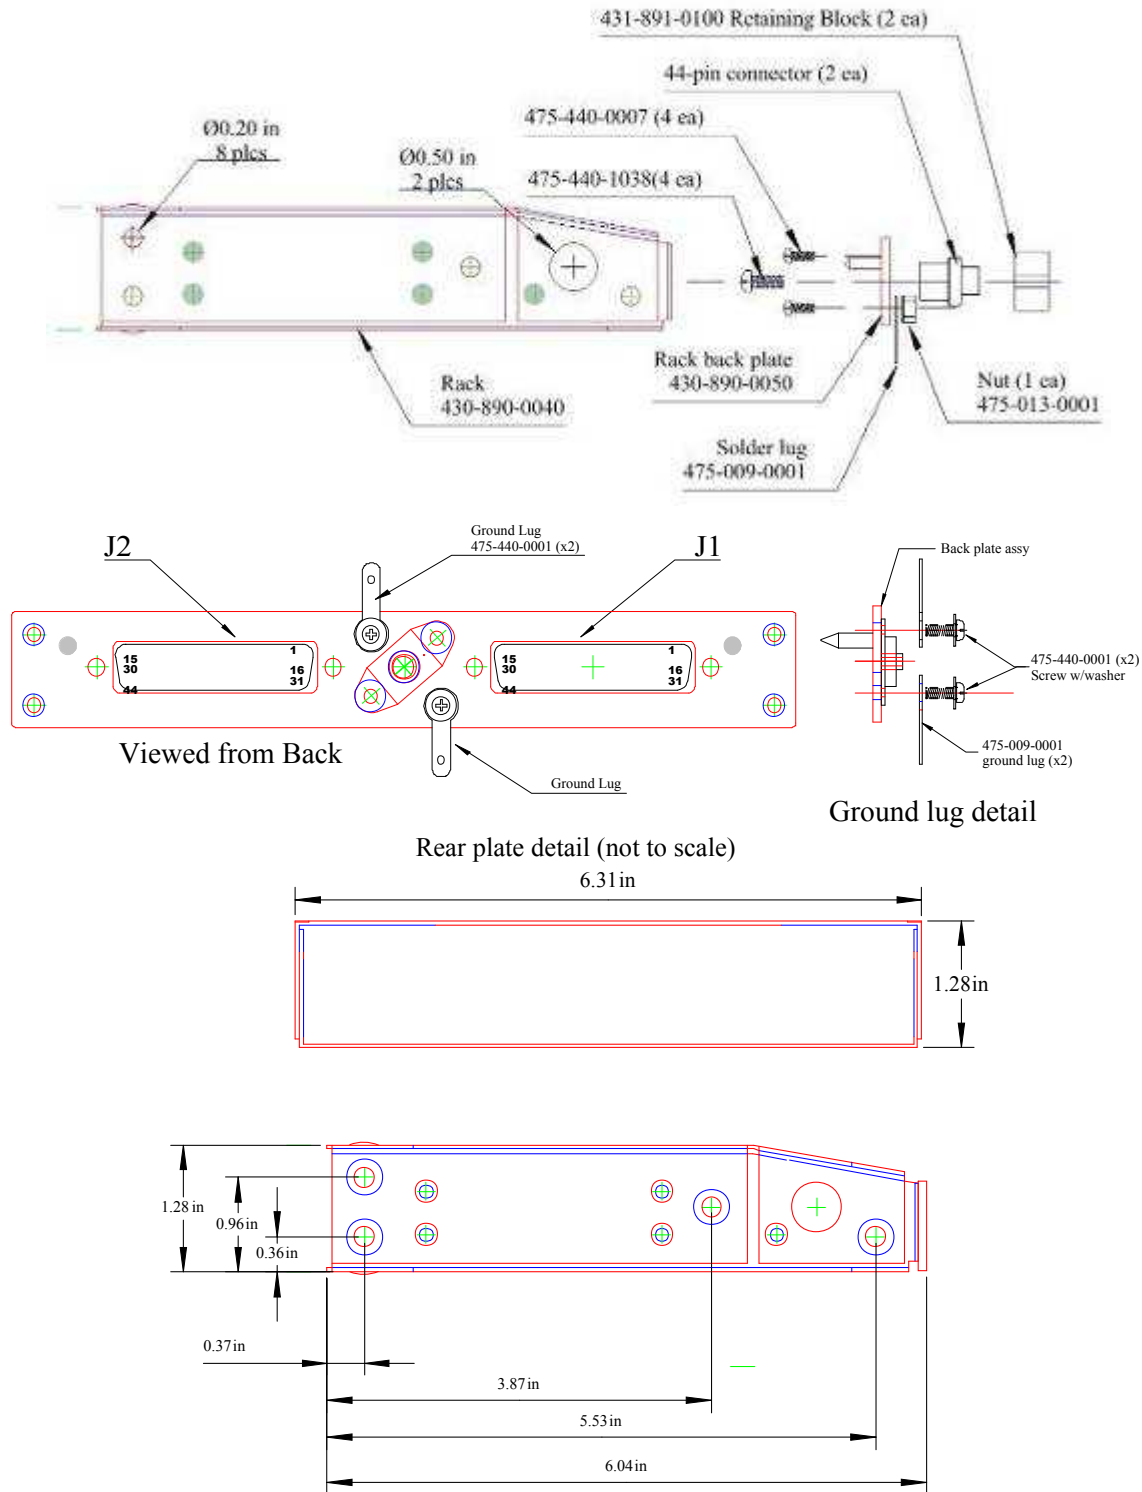 431-891-0100 Retaining Block (2 ea)
44-pin connector (2 ea)
475-440-0007 (4 ea)
Ø0.20 in
8 plcs
Ø0.50 in
2 plcs
475-440-1038(4 ea)
Rack
430-890-0040
Rack back plate
430-890-0050
Nut (1 ea)
475-013-0001
Solder lug
475-009-0001
Ground Lug
475-440-0001 (x2)
J2
J1
Back plate assy
15
30
44
1
16
31
15
30
44
1
16
31
475-440-0001 (x2)
Screw w/washer
475-009-0001
ground lug (x2)
Viewed from Back
Ground Lug
Ground lug detail
Rear plate detail (not to scale)
6.31in
1.28in
1.28in
0.96in
0.36in
0.37in
3.87in
5.53in
6.04in